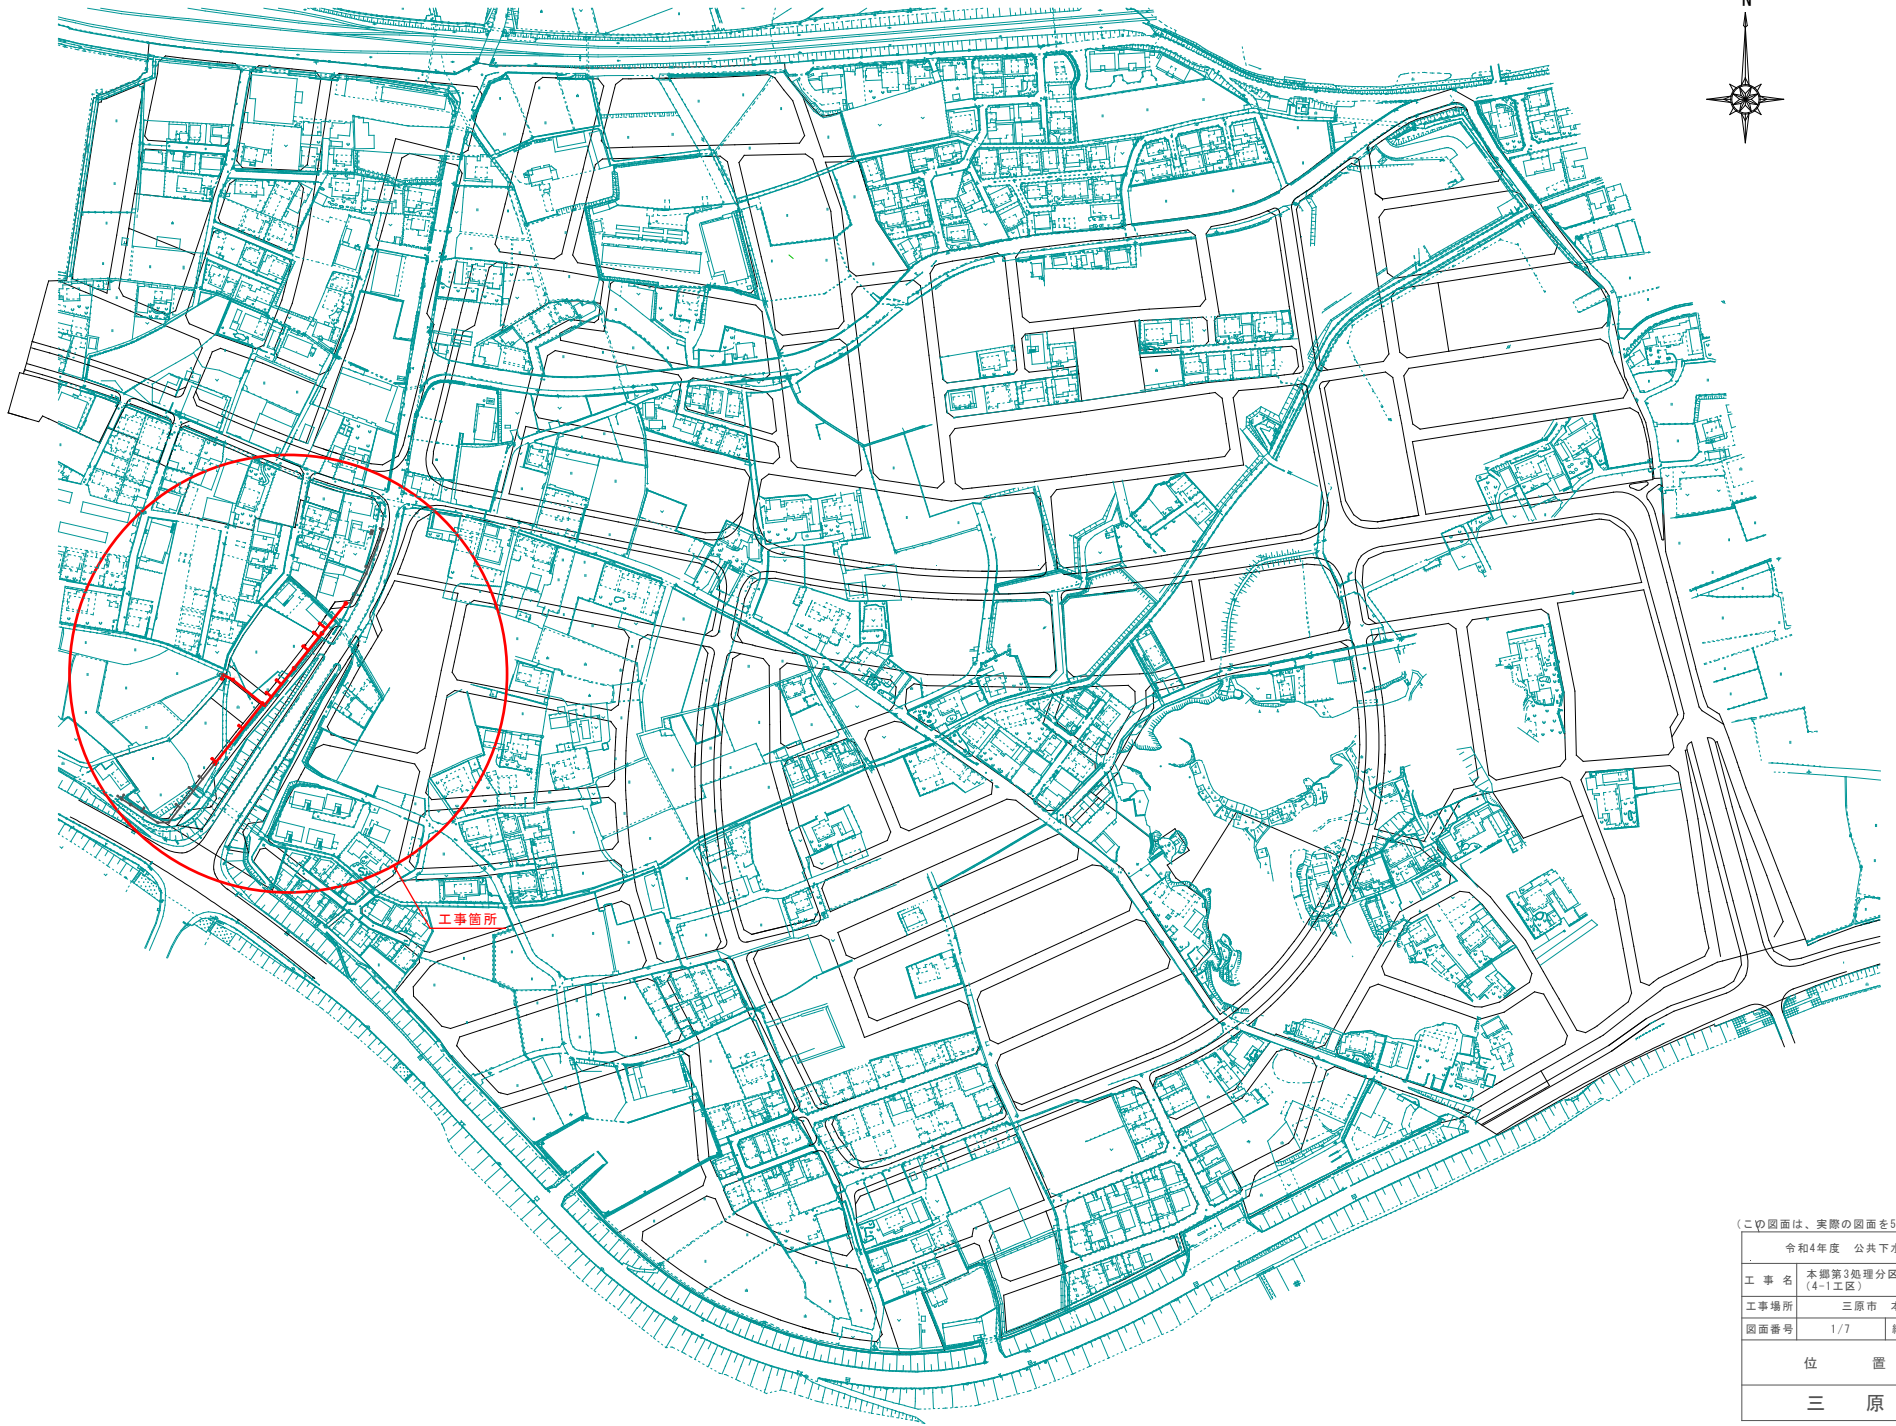 N
工事箇所
(この図面は、実際の図面を5
令和4年度 公共下水
工 事 名 本郷第3処理分区
(4-1工区)
工事場所 三原市 本
図面番号 1/7
位 置
三 原